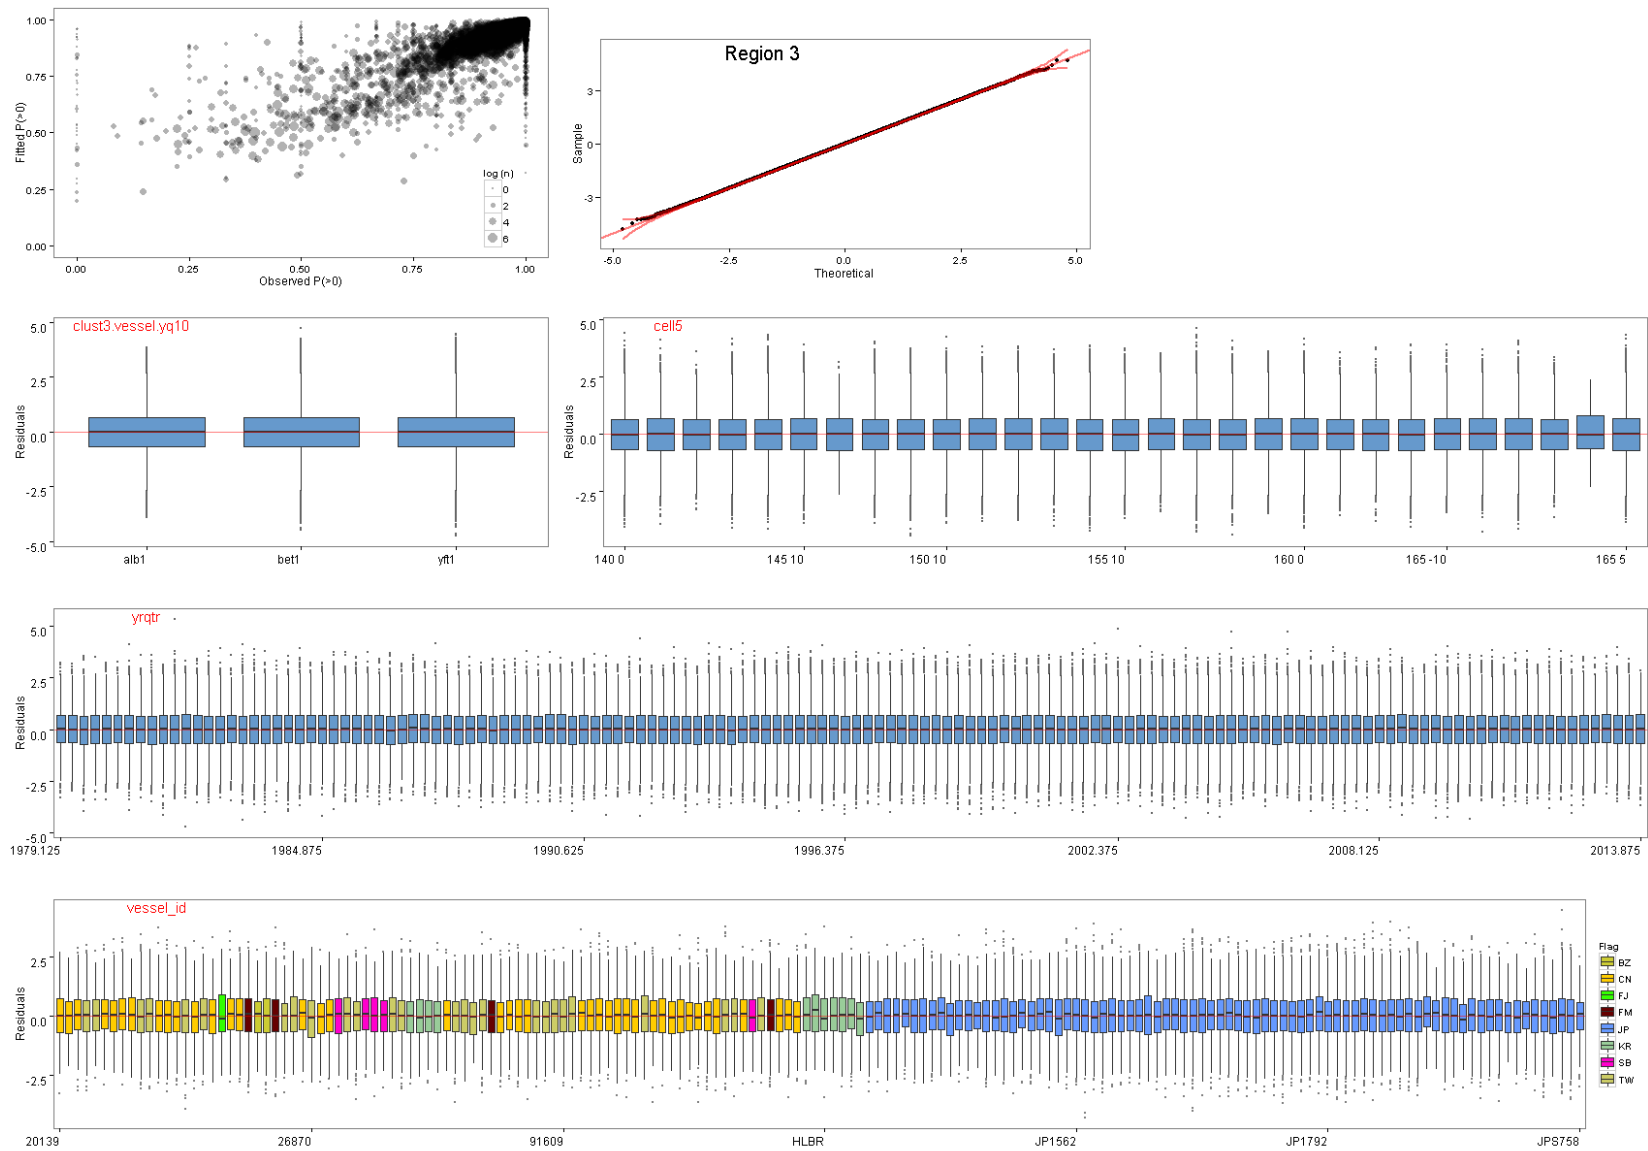 1.00
0.75
0.50
0.25
0.00
Fitted P(>0)
log(n)
0
2
4
6
0.00 0.25 0.50 0.75 1.00
Observed P(>0)
Region 3
3
0
-3
Sample
-5.0 -2.5 0.0 2.5 5.0
Theoretical
clust3.vessel.yq10
5.0
2.5
0.0
-2.5
-5.0
Residuals
alb1 bet1 yft1
cell5
5.0
2.5
0.0
-2.5
Residuals
140 0 145 10 150 10 155 10 160 0 165 -10 165 5
yrqtr
5.0
2.5
0.0
-2.5
-5.0
Residuals
1979.125 1984.875 1990.625 1996.375 2002.375 2008.125 2013.875
vessel_id
2.5
0.0
-2.5
Residuals
20139 26870 91609 HLBR JP1562 JP1792 JPS758
Flag
BZ
CN
FJ
FM
JP
KR
SB
TW